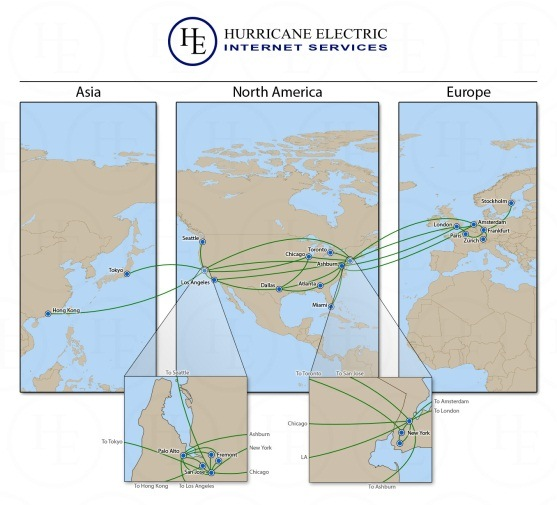 HE
HURRICANE ELECTRIC
INTERNET SERVICES
Asia
North America
Europe
Stockholm
Seattle
London
Amsterdam
Frankfurt
Paris
Zurich
Toronto
Chicago
Ashburn
Tokyo
Los Angeles
Dallas
Atlanta
Miami
Hong Kong
To Seattle
To Toronto
To San Jose
To Amsterdam
To London
Chicago
New York
LA
To Ashburn
Ashburn
To Tokyo
New York
Palo Alto
Fremont
San Jose
Chicago
To Hong Kong
To Los Angeles